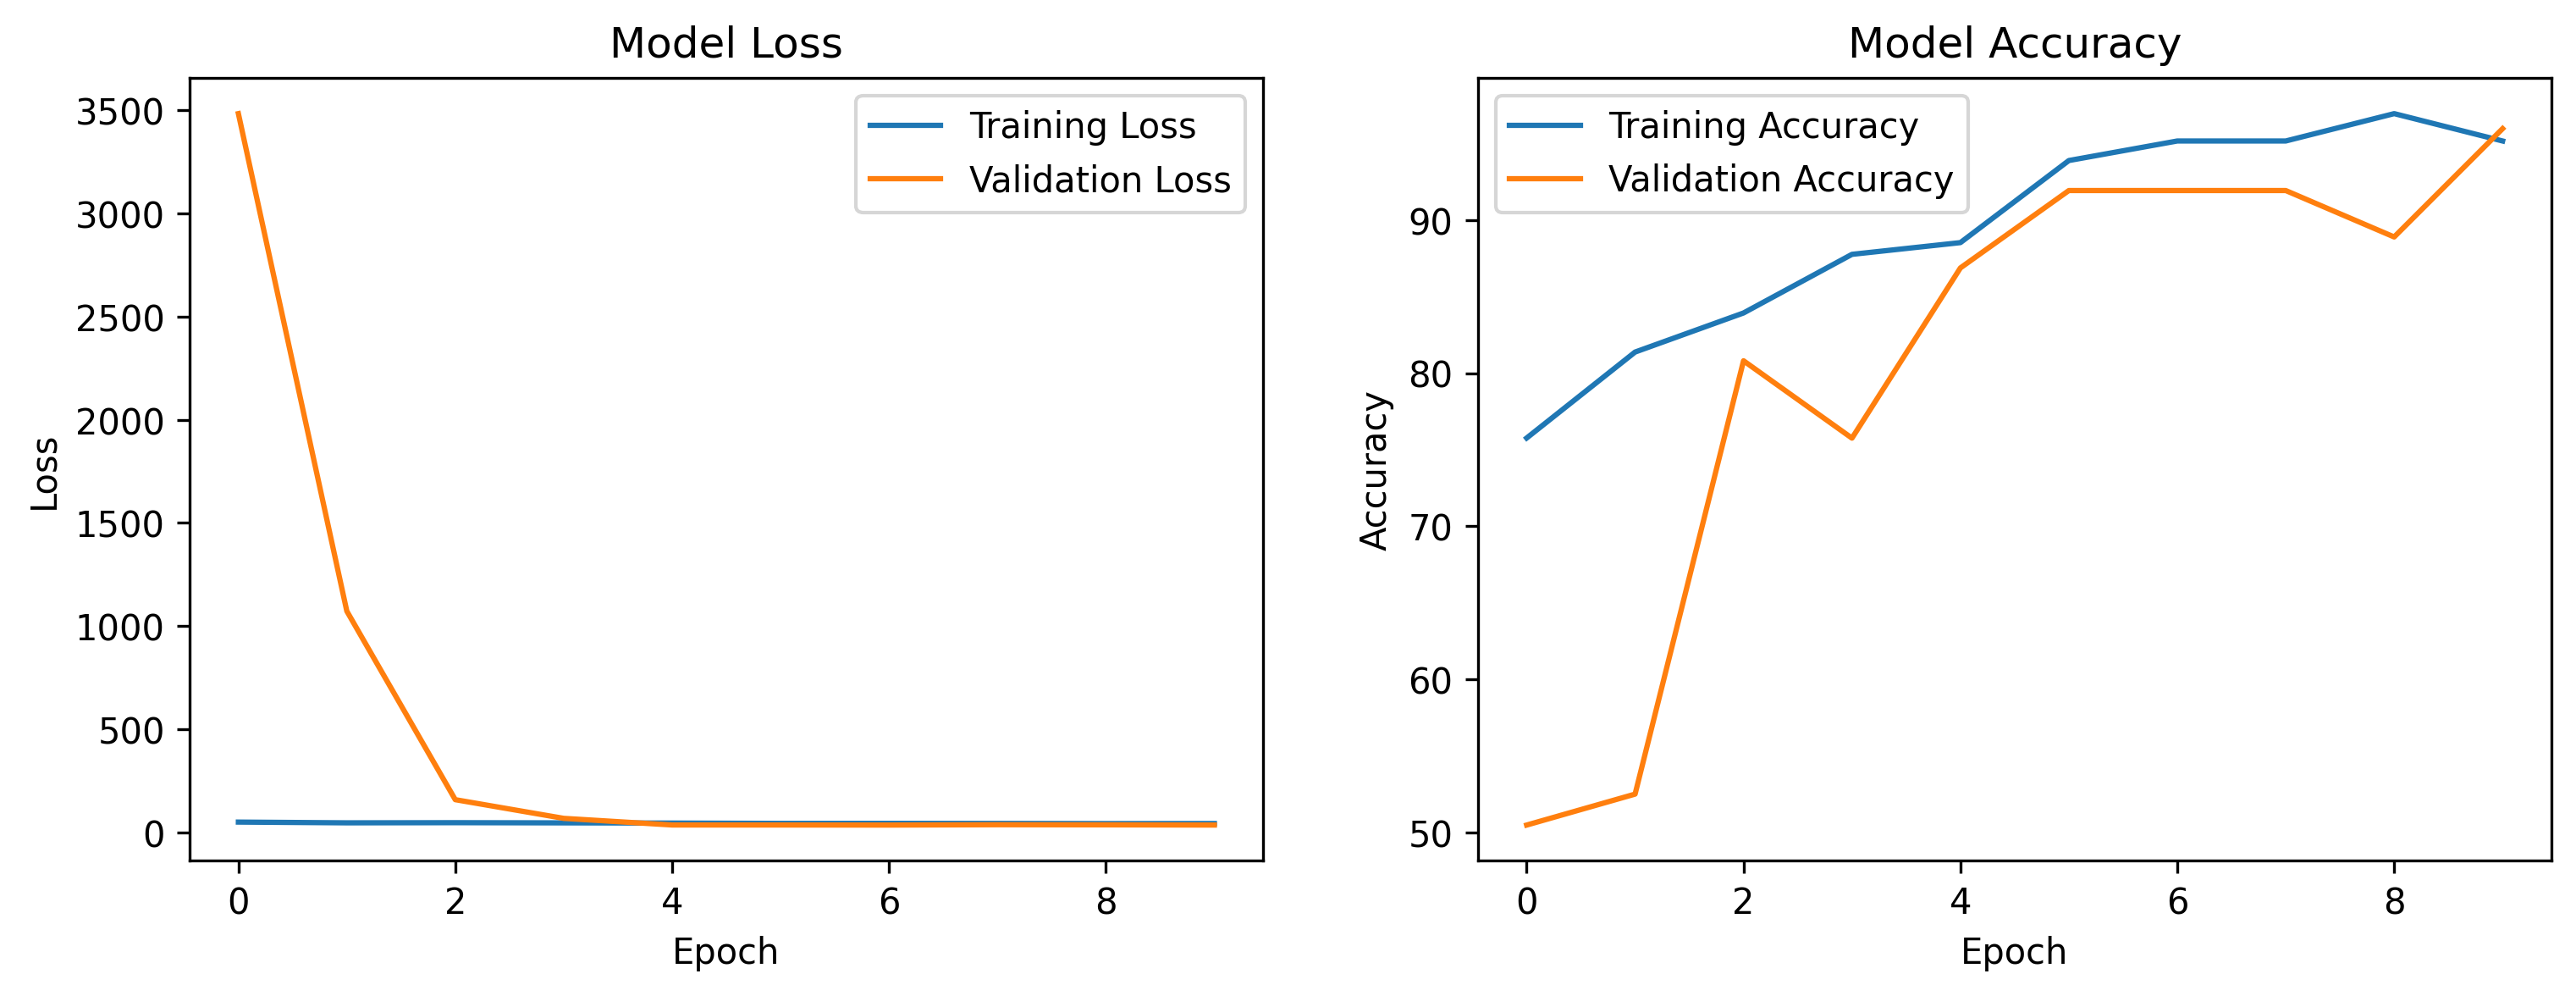 Model Loss
3500
3000
2500
2000
1500
1000
500
0
Loss
Training Loss
Validation Loss
0 2 4 6 8
Epoch
Model Accuracy
90
80
70
60
50
Accuracy
Training Accuracy
Validation Accuracy
0 2 4 6 8
Epoch